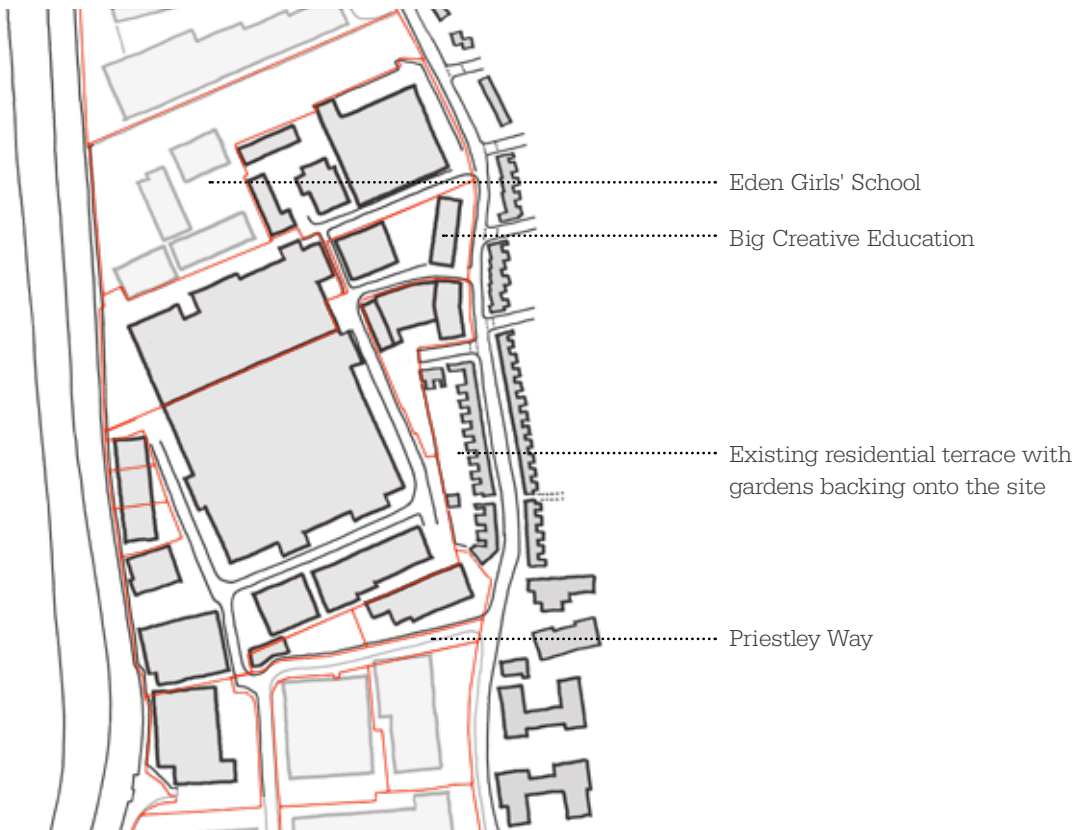 Eden Girls' School
Big Creative Education
Existing residential terrace with
gardens backing onto the site
Priestley Way